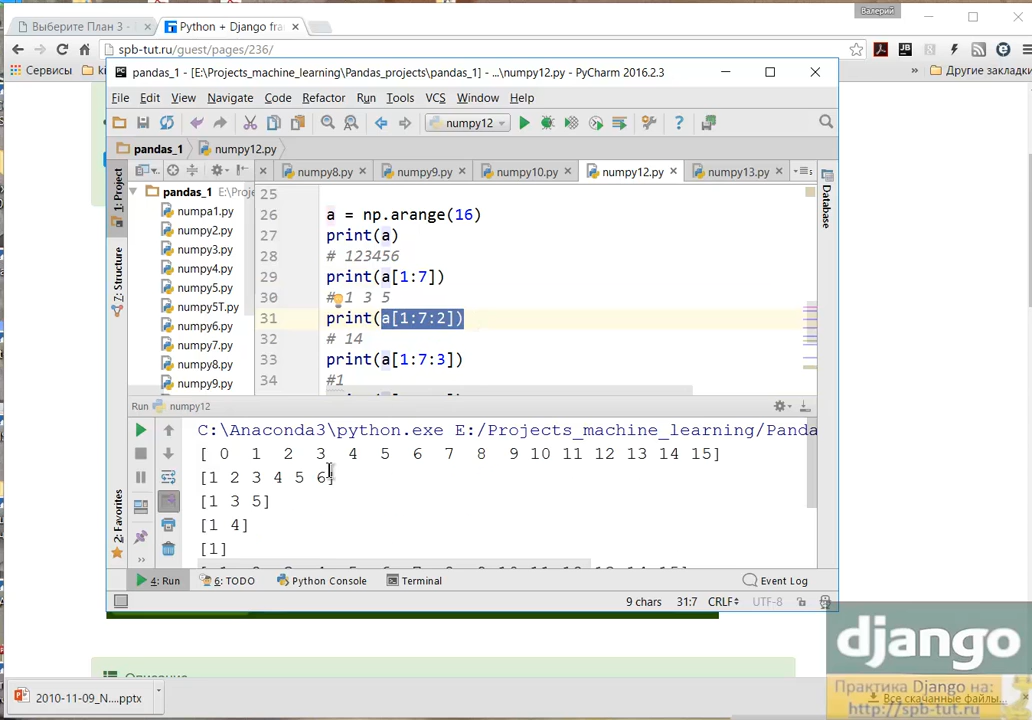 Валерий
Выберите План 3 -
Python + Django fra
spb-tut.ru/guest/pages/236/
Сервисы
Другие закладки
pandas_1 - [E:\Projects_machine_learning\Pandas_projects\pandas_1] - ...\numpy12.py - PyCharm 2016.2.3
File Edit View Navigate Code Refactor Run Tools VCS Window Help
numpy12
pandas_1 numpy12.py
numpy8.py numpy9.py numpy10.py numpy12.py numpy13.py
1: Project
Z: Structure
2: Favorites
Database
pandas_1 E:\Proje
numpa1.py
numpy2.py
numpy3.py
numpy4.py
numpy5.py
numpy5T.py
numpy6.py
numpy7.py
numpy8.py
numpy9.py
25
26 a = np.arange(16)
27 print(a)
28 # 123456
29 print(a[1:7])
30 # 1 3 5
31 print(a[1:7:2])
32 # 14
33 print(a[1:7:3])
34 #1
Run numpy12
C:\Anaconda3\python.exe E:/Projects_machine_learning/Panda
[ 0 1 2 3 4 5 6 7 8 9 10 11 12 13 14 15]
[1 2 3 4 5 6]
[1 3 5]
[1 4]
[1]
4: Run 6: TODO Python Console Terminal Event Log
9 chars 31:7 CRLF UTF-8
Описание
django
Практика Django на:
http://spb-tut.ru
Все скачанные файлы...
2010-11-09_N....pptx